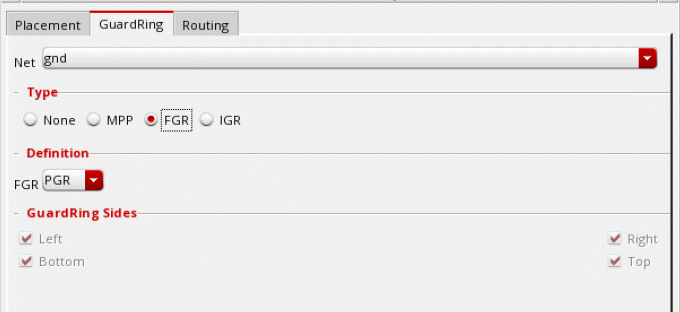 Placement GuardRing Routing
Net gnd
Type
None MPP FGR IGR
Definition
FGR PGR
GuardRing Sides
Left Right
Bottom Top